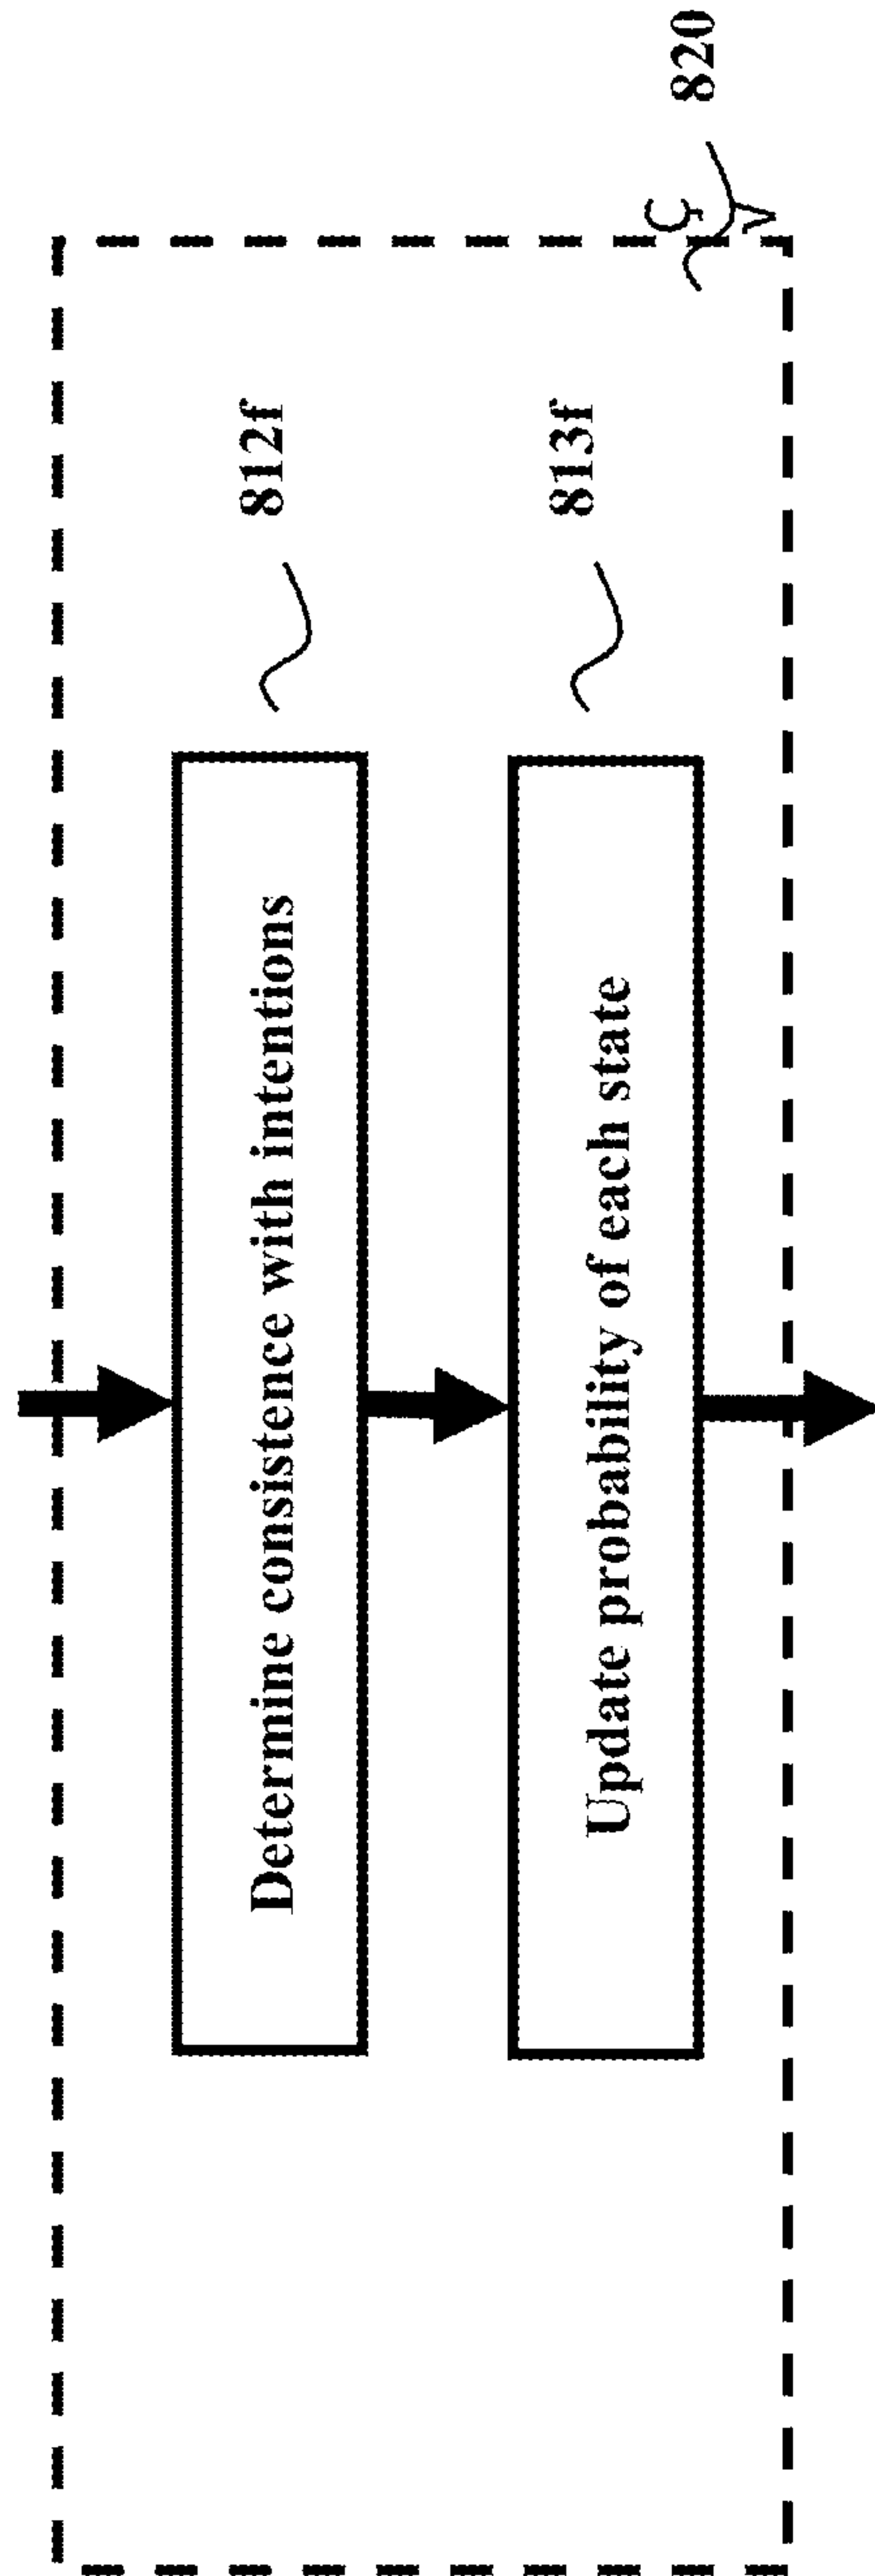 Determine consistence with intentions
812f
Update probability of each state
813f
820